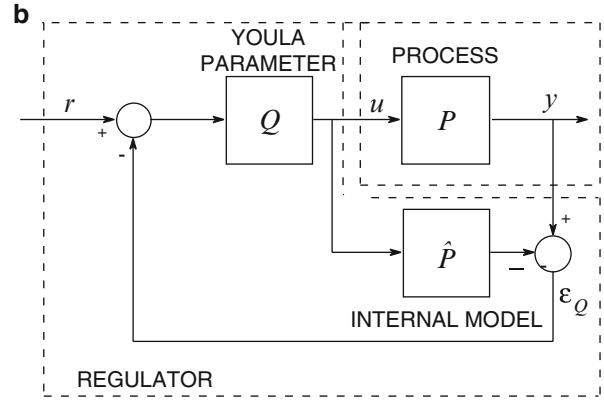 b
YOULA
PARAMETER
PROCESS
r
+
-
Q
u
P
y
+
P̂
– -
ε_Q
INTERNAL MODEL
REGULATOR